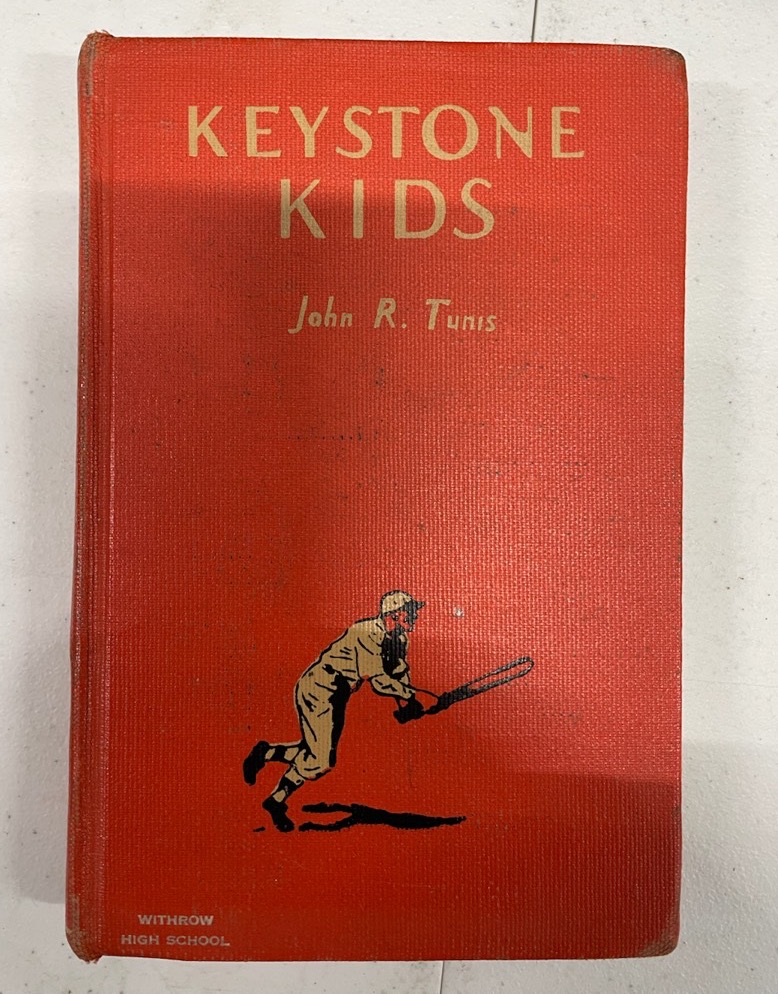 KEYSTONE
KIDS
John R. Tunis
WITHROW
HIGH SCHOOL